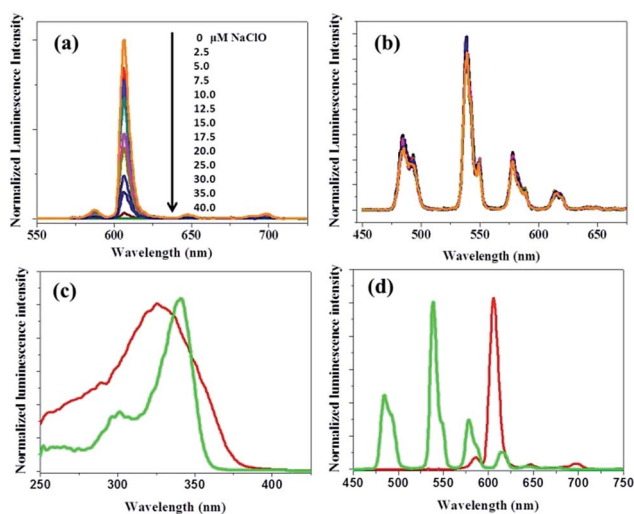 (a)
0 µM NaClO
2.5
5.0
7.5
10.0
12.5
15.0
17.5
20.0
25.0
30.0
35.0
40.0
Normalized Luminescence Intensity
550 600 650 700
Wavelength (nm)
(b)
Normalized Luminescence Intensity
450 500 550 600 650
Wavelength (nm)
(c)
Normalized luminescence intensity
250 300 350 400
Wavelength (nm)
(d)
Normalized luminescence intensity
450 500 550 600 650 700 750
Wavelength (nm)